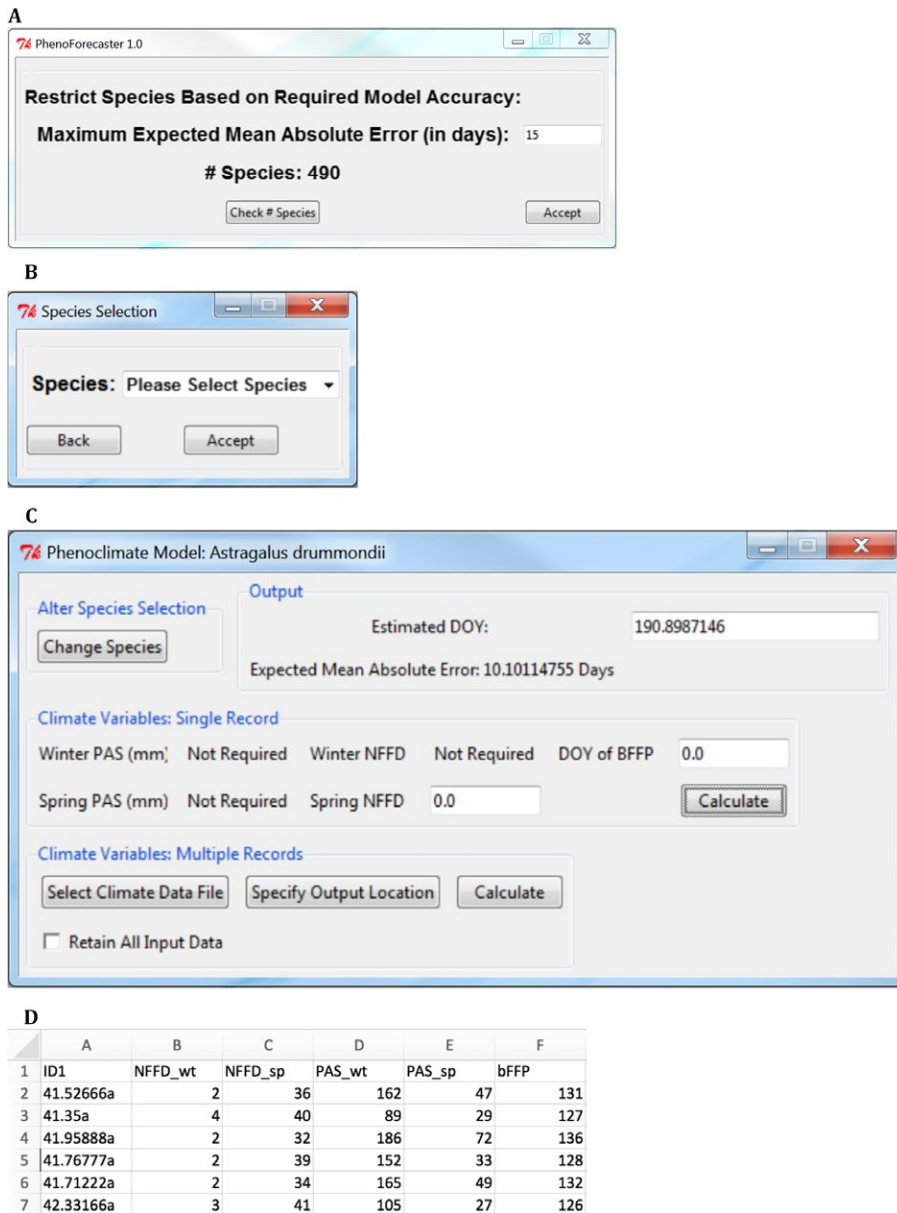 A
PhenoForecaster 1.0
Restrict Species Based on Required Model Accuracy:
Maximum Expected Mean Absolute Error (in days): 15
# Species: 490
Check # Species Accept
B
Species Selection
Species: Please Select Species
Back Accept
C
Phenoclimate Model: Astragalus drummondii
Alter Species Selection
Change Species
Output
Estimated DOY: 190.8987146
Expected Mean Absolute Error: 10.10114755 Days
Climate Variables: Single Record
Winter PAS (mm) Not Required Winter NFFD Not Required DOY of BFFP 0.0
Spring PAS (mm) Not Required Spring NFFD 0.0 Calculate
Climate Variables: Multiple Records
Select Climate Data File Specify Output Location Calculate
Retain All Input Data
D
A B C D E F
1 ID1 NFFD_wt NFFD_sp PAS_wt PAS_sp bFFP
2 41.52666a 2 36 162 47 131
3 41.35a 4 40 89 29 127
4 41.95888a 2 32 186 72 136
5 41.76777a 2 39 152 33 128
6 41.71222a 2 34 165 49 132
7 42.33166a 3 41 105 27 126